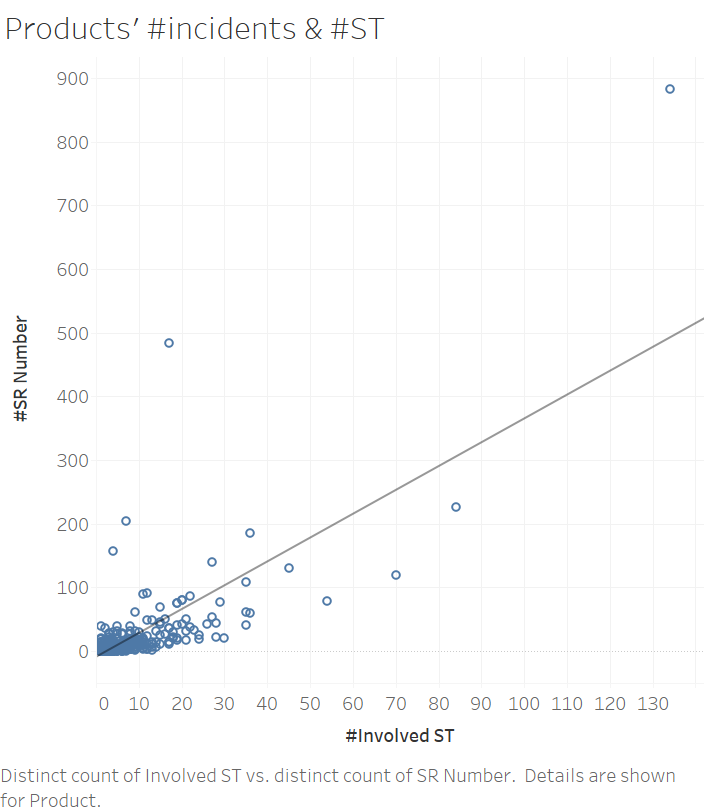 Products' #incidents & #ST
900
800
700
600
500
400
300
200
100
0
#SR Number
0 10 20 30 40 50 60 70 80 90 100 110 120 130
#Involved ST
Distinct count of Involved ST vs. distinct count of SR Number. Details are shown
for Product.